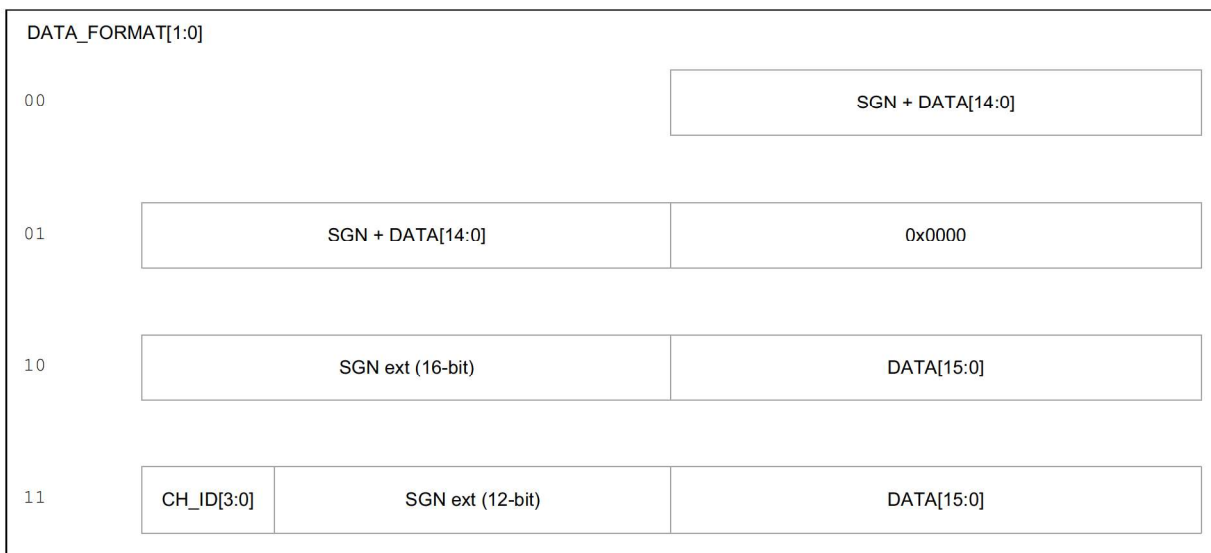 DATA_FORMAT[1:0]
00 SGN + DATA[14:0]
01 SGN + DATA[14:0] 0x0000
10 SGN ext (16-bit) DATA[15:0]
11 CH_ID[3:0] SGN ext (12-bit) DATA[15:0]